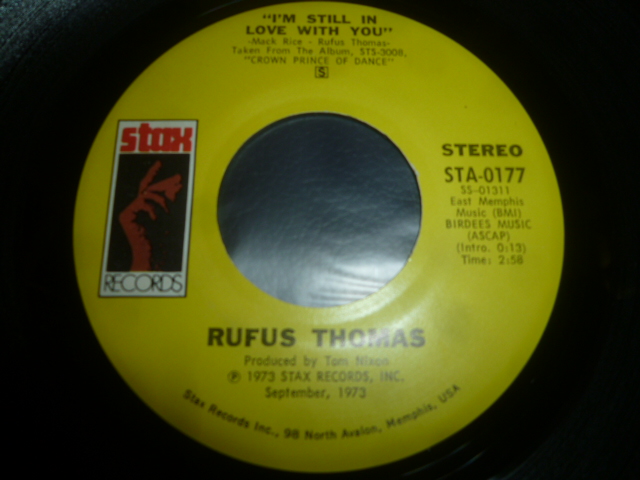 "I'M STILL IN
LOVE WITH YOU"
-Mack Rice - Rufus Thomas-
Taken From The Album, STS-3008,
"CROWN PRINCE OF DANCE"
S
stax
RECORDS
STEREO
STA-0177
SS-01311
East Memphis
Music (BMI)
BIRDEES MUSIC
(ASCAP)
(Intro. 0:13)
Time: 2:58
RUFUS THOMAS
Produced by Tom Nixon
℗ 1973 STAX RECORDS, INC.
September, 1973
Stax Records Inc., 98 North Avalon, Memphis, USA